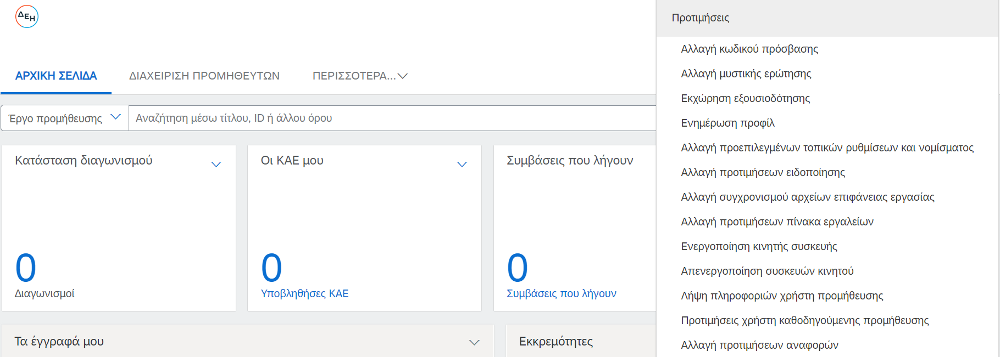 ΔΕΗ
ΑΡΧΙΚΗ ΣΕΛΙΔΑ
ΔΙΑΧΕΙΡΙΣΗ ΠΡΟΜΗΘΕΥΤΩΝ
ΠΕΡΙΣΣΟΤΕΡΑ...
Έργο προμήθευσης
Αναζήτηση μέσω τίτλου, ID ή άλλου όρου
Κατάσταση διαγωνισμού
0
Διαγωνισμοί
Οι ΚΑΕ μου
0
Υποβληθήσες ΚΑΕ
Συμβάσεις που λήγουν
0
Συμβάσεις που λήγουν
Τα έγγραφά μου
Εκκρεμότητες
Προτιμήσεις
Αλλαγή κωδικού πρόσβασης
Αλλαγή μυστικής ερώτησης
Εκχώρηση εξουσιοδότησης
Ενημέρωση προφίλ
Αλλαγή προεπιλεγμένων τοπικών ρυθμίσεων και νομίσματος
Αλλαγή προτιμήσεων ειδοποίησης
Αλλαγή συγχρονισμού αρχείων επιφάνειας εργασίας
Αλλαγή προτιμήσεων πίνακα εργαλείων
Ενεργοποίηση κινητής συσκευής
Απενεργοποίηση συσκευών κινητού
Λήψη πληροφοριών χρήστη προμήθευσης
Προτιμήσεις χρήστη καθοδηγούμενης προμήθευσης
Αλλαγή προτιμήσεων αναφορών